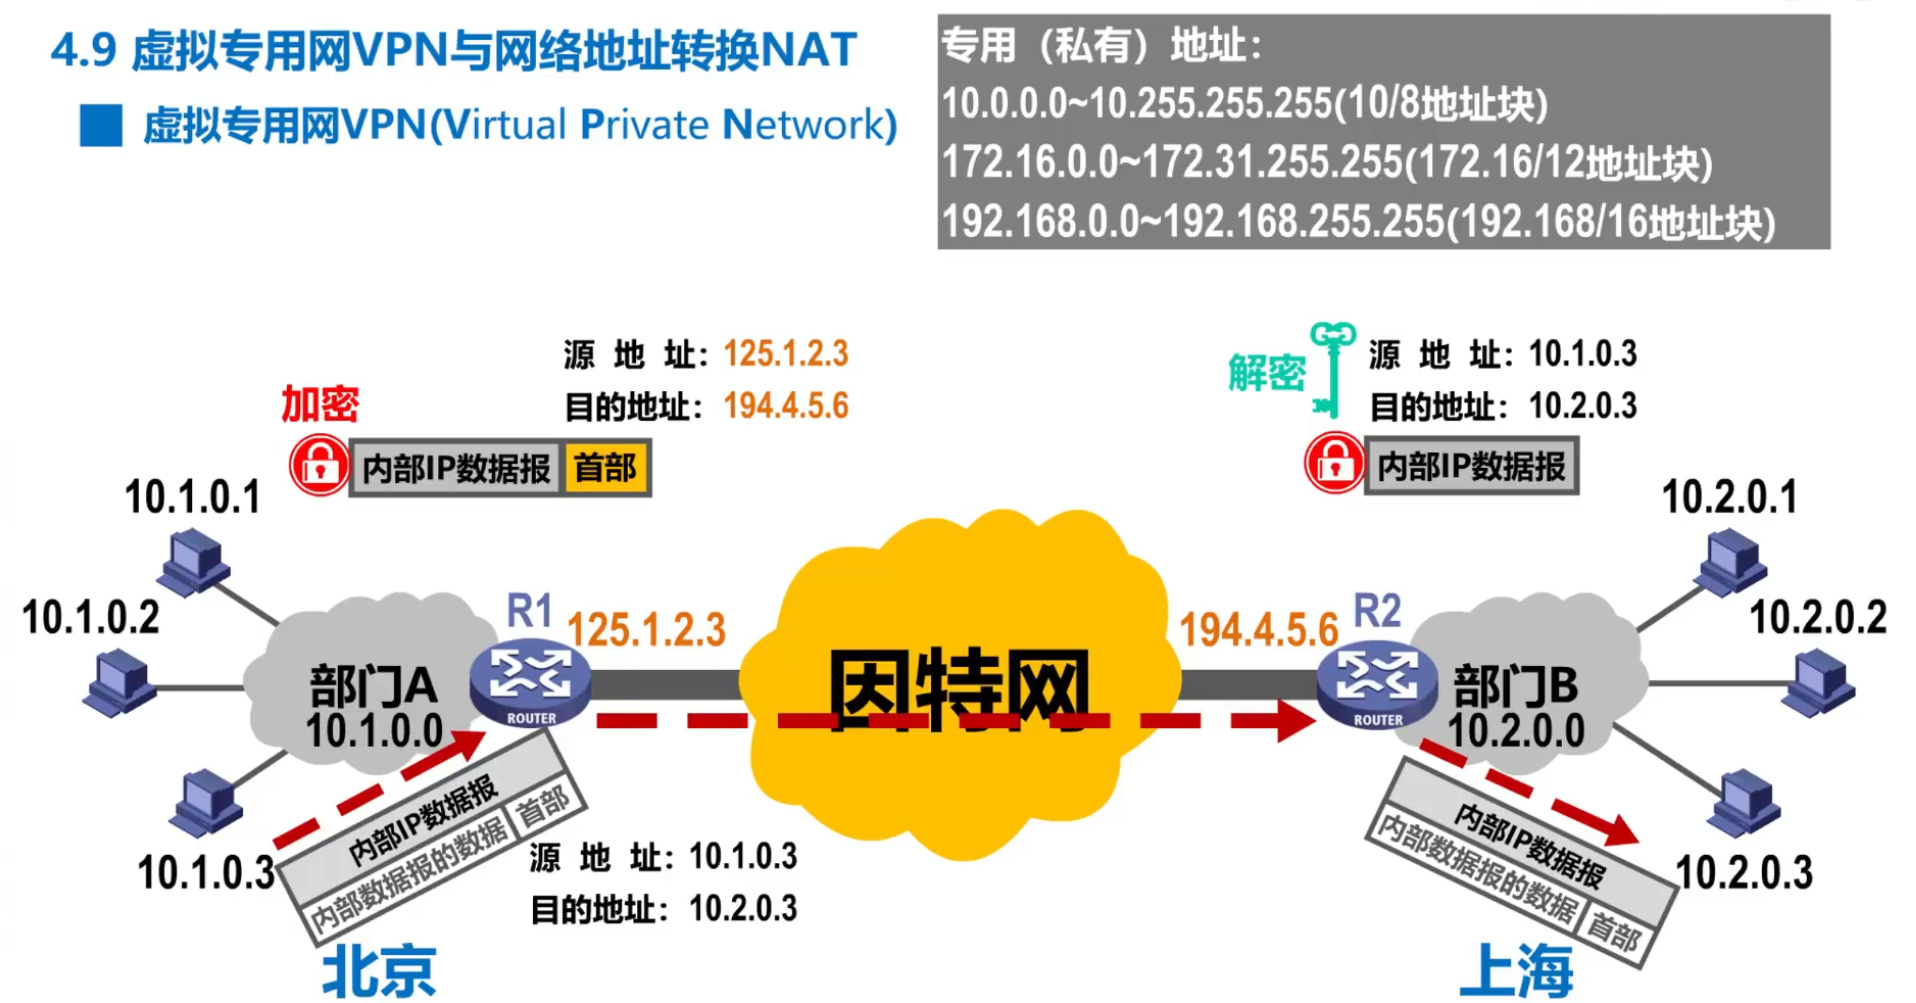 4.9 虚拟专用网VPN与网络地址转换NAT
虚拟专用网VPN(Virtual Private Network)
专用（私有）地址：
10.0.0.0~10.255.255.255(10/8地址块)
172.16.0.0~172.31.255.255(172.16/12地址块)
192.168.0.0~192.168.255.255(192.168/16地址块)
源 地 址：125.1.2.3
目的地址：194.4.5.6
加密
内部IP数据报 首部
解密
源 地 址：10.1.0.3
目的地址：10.2.0.3
内部IP数据报
10.1.0.1
10.1.0.2
10.1.0.3
部门A
10.1.0.0
R1
ROUTER
125.1.2.3
因特网
194.4.5.6
R2
ROUTER
部门B
10.2.0.0
10.2.0.1
10.2.0.2
10.2.0.3
内部IP数据报
内部数据报的数据 首部
源 地 址：10.1.0.3
目的地址：10.2.0.3
内部IP数据报
内部数据报的数据 首部
北京
上海